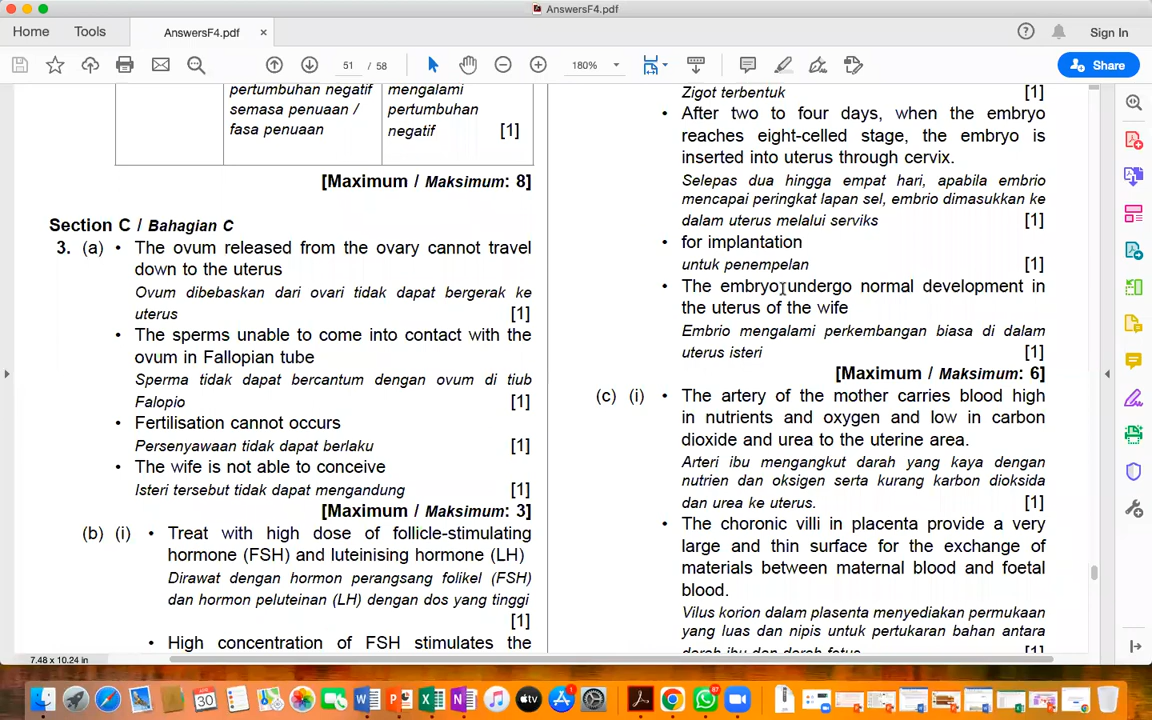 AnswersF4.pdf
Home
Tools
AnswersF4.pdf ×
Sign In
51 / 58
180%
Share
pertumbuhan negatif
semasa penuaan /
fasa penuaan
mengalami
pertumbuhan
negatif [1]
[Maximum / Maksimum: 8]
Section C / Bahagian C
3. (a) • The ovum released from the ovary cannot travel
down to the uterus
Ovum dibebaskan dari ovari tidak dapat bergerak ke
uterus [1]
• The sperms unable to come into contact with the
ovum in Fallopian tube
Sperma tidak dapat bercantum dengan ovum di tiub
Falopio [1]
• Fertilisation cannot occurs
Persenyawaan tidak dapat berlaku [1]
• The wife is not able to conceive
Isteri tersebut tidak dapat mengandung [1]
[Maximum / Maksimum: 3]
(b) (i) • Treat with high dose of follicle-stimulating
hormone (FSH) and luteinising hormone (LH)
Dirawat dengan hormon perangsang folikel (FSH)
dan hormon peluteinan (LH) dengan dos yang tinggi
[1]
• High concentration of FSH stimulates the
Zigot terbentuk [1]
• After two to four days, when the embryo
reaches eight-celled stage, the embryo is
inserted into uterus through cervix.
Selepas dua hingga empat hari, apabila embrio
mencapai peringkat lapan sel, embrio dimasukkan ke
dalam uterus melalui serviks [1]
• for implantation
untuk penempelan [1]
• The embryo undergo normal development in
the uterus of the wife
Embrio mengalami perkembangan biasa di dalam
uterus isteri [1]
[Maximum / Maksimum: 6]
(c) (i) • The artery of the mother carries blood high
in nutrients and oxygen and low in carbon
dioxide and urea to the uterine area.
Arteri ibu mengangkut darah yang kaya dengan
nutrien dan oksigen serta kurang karbon dioksida
dan urea ke uterus. [1]
• The choronic villi in placenta provide a very
large and thin surface for the exchange of
materials between maternal blood and foetal
blood.
Vilus korion dalam plasenta menyediakan permukaan
yang luas dan nipis untuk pertukaran bahan antara
darah ibu dan darah fetus. [1]
7.48 x 10.24 in